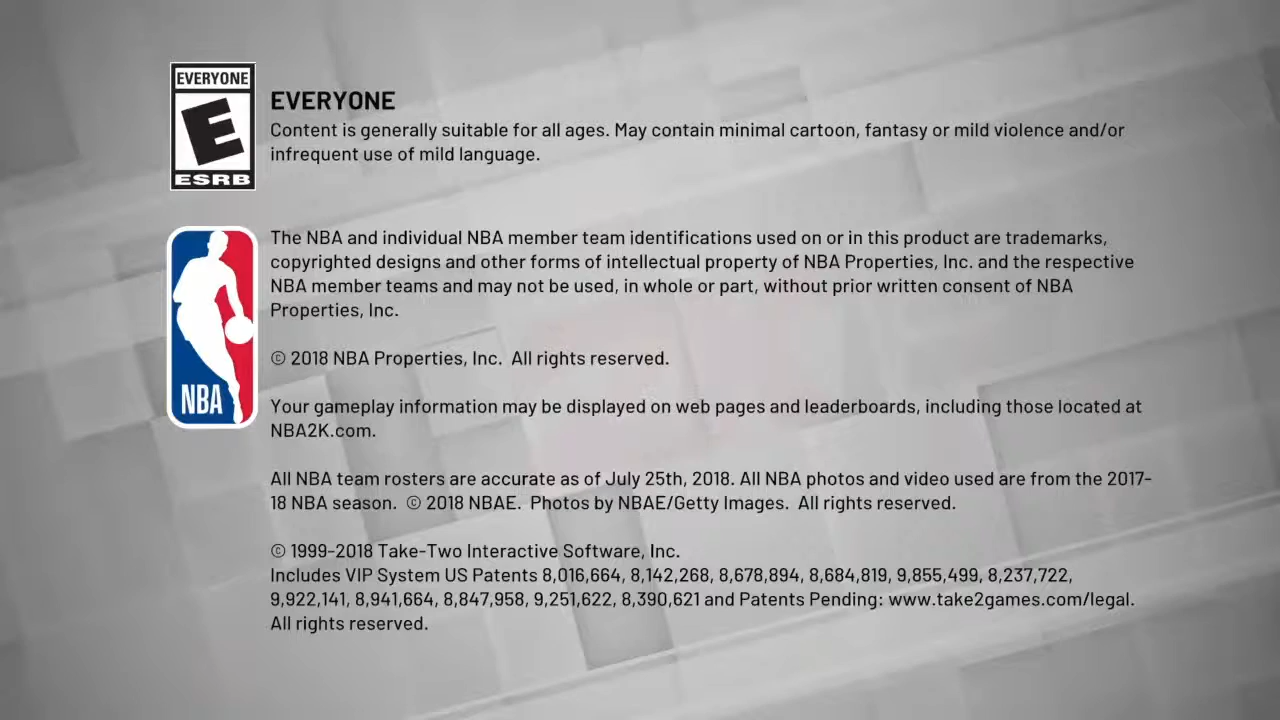 EVERYONE
E
ESRB
EVERYONE
Content is generally suitable for all ages. May contain minimal cartoon, fantasy or mild violence and/or
infrequent use of mild language.
The NBA and individual NBA member team identifications used on or in this product are trademarks,
copyrighted designs and other forms of intellectual property of NBA Properties, Inc. and the respective
NBA member teams and may not be used, in whole or part, without prior written consent of NBA
Properties, Inc.
© 2018 NBA Properties, Inc.  All rights reserved.
NBA
Your gameplay information may be displayed on web pages and leaderboards, including those located at
NBA2K.com.
All NBA team rosters are accurate as of July 25th, 2018. All NBA photos and video used are from the 2017-
18 NBA season.  © 2018 NBAE.  Photos by NBAE/Getty Images.  All rights reserved.
© 1999-2018 Take-Two Interactive Software, Inc.
Includes VIP System US Patents 8,016,664, 8,142,268, 8,678,894, 8,684,819, 9,855,499, 8,237,722,
9,922,141, 8,941,664, 8,847,958, 9,251,622, 8,390,621 and Patents Pending: www.take2games.com/legal.
All rights reserved.